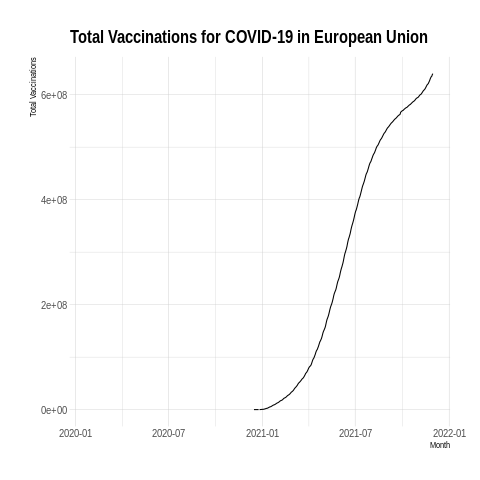 Total Vaccinations for COVID-19 in European Union
Total Vaccinations
6e+08
4e+08
2e+08
0e+00
2020-01 2020-07 2021-01 2021-07 2022-01
Month